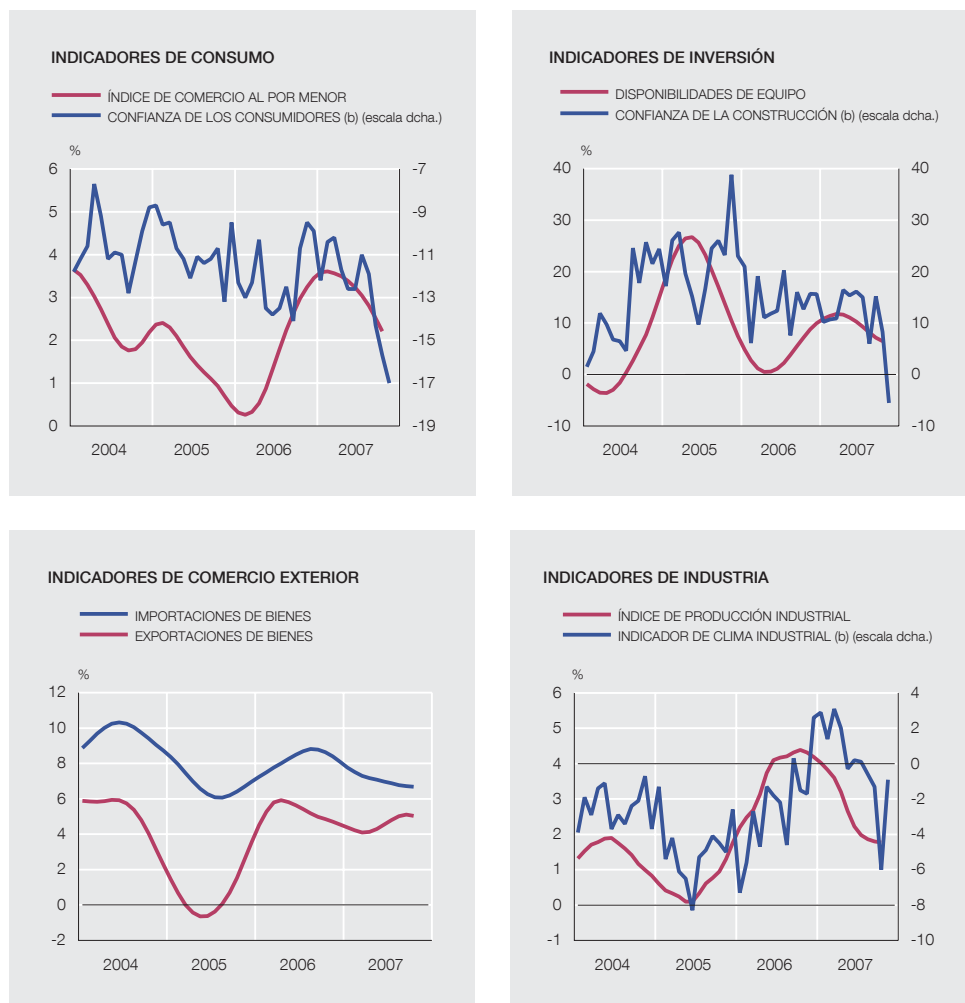 INDICADORES DE CONSUMO
ÍNDICE DE COMERCIO AL POR MENOR
CONFIANZA DE LOS CONSUMIDORES (b) (escala dcha.)
%
6 -7
5 -9
4 -11
3 -13
2 -15
1 -17
0 -19
2004 2005 2006 2007
INDICADORES DE INVERSIÓN
DISPONIBILIDADES DE EQUIPO
CONFIANZA DE LA CONSTRUCCIÓN (b) (escala dcha.)
%
40 40
30 30
20 20
10 10
0 0
-10 -10
2004 2005 2006 2007
INDICADORES DE COMERCIO EXTERIOR
IMPORTACIONES DE BIENES
EXPORTACIONES DE BIENES
%
12
10
8
6
4
2
0
-2
2004 2005 2006 2007
INDICADORES DE INDUSTRIA
ÍNDICE DE PRODUCCIÓN INDUSTRIAL
INDICADOR DE CLIMA INDUSTRIAL (b) (escala dcha.)
%
6 4
5 2
4 0
3 -2
2 -4
1 -6
0 -8
-1 -10
2004 2005 2006 2007